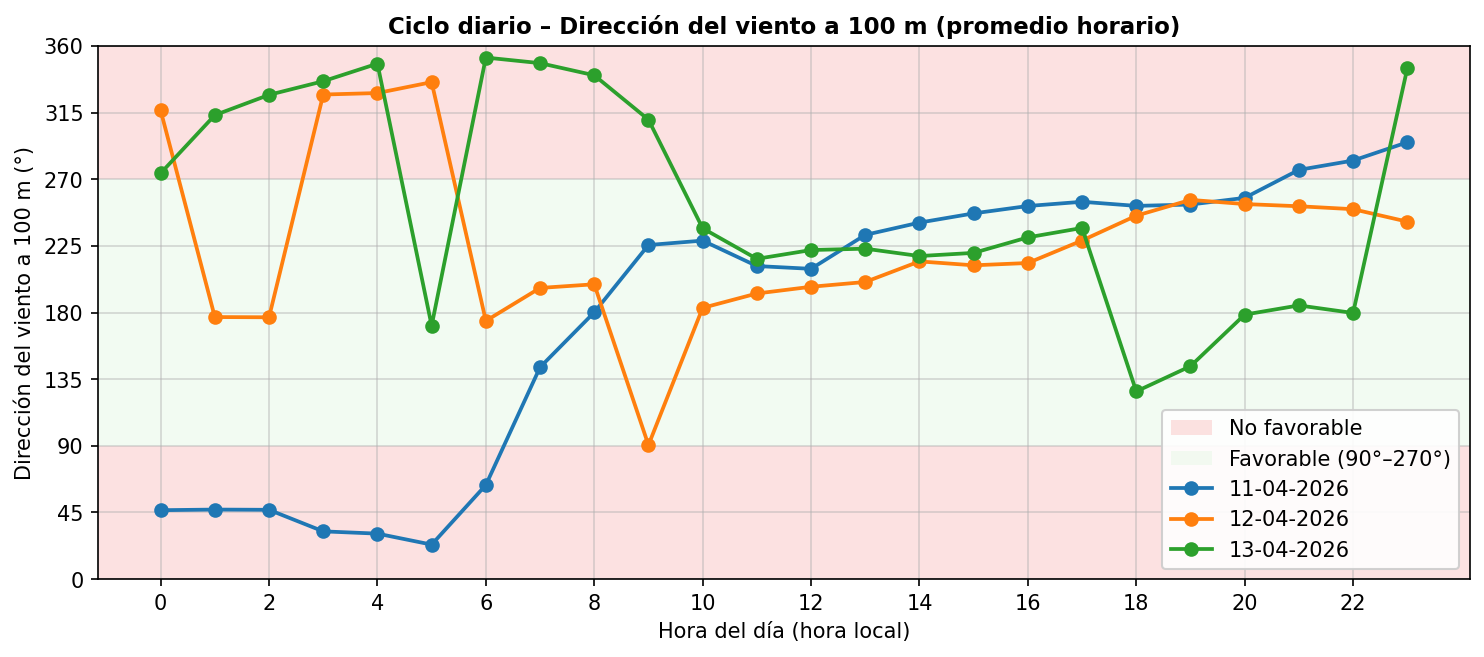 Ciclo diario – Dirección del viento a 100 m (promedio horario)
Dirección del viento a 100 m (°)
360
315
270
225
180
135
90
45
0
No favorable
Favorable (90°–270°)
11-04-2026
12-04-2026
13-04-2026
0 2 4 6 8 10 12 14 16 18 20 22
Hora del día (hora local)